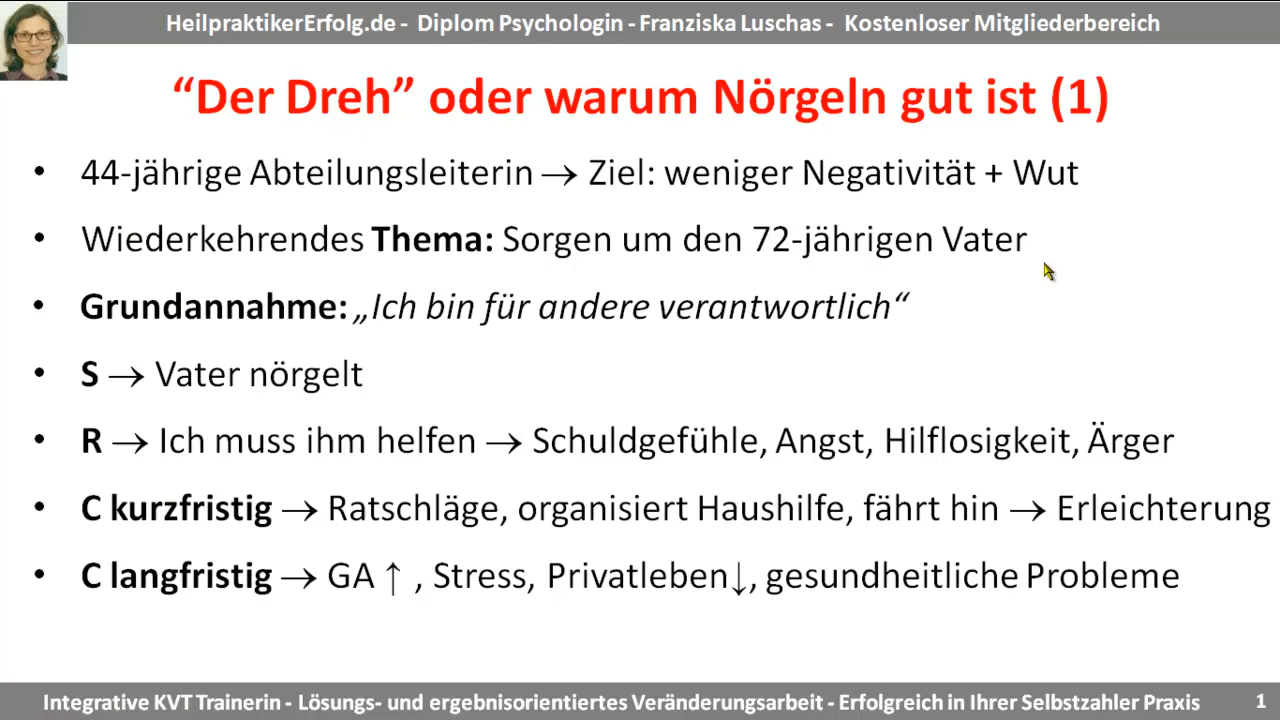 HeilpraktikerErfolg.de - Diplom Psychologin - Franziska Luschas - Kostenloser Mitgliederbereich
“Der Dreh” oder warum Nörgeln gut ist (1)
• 44-jährige Abteilungsleiterin → Ziel: weniger Negativität + Wut
• Wiederkehrendes Thema: Sorgen um den 72-jährigen Vater
• Grundannahme: „Ich bin für andere verantwortlich“
• S → Vater nörgelt
• R → Ich muss ihm helfen → Schuldgefühle, Angst, Hilflosigkeit, Ärger
• C kurzfristig → Ratschläge, organisiert Haushilfe, fährt hin → Erleichterung
• C langfristig → GA ↑ , Stress, Privatleben↓, gesundheitliche Probleme
Integrative KVT Trainerin - Lösungs- und ergebnisorientiertes Veränderungsarbeit - Erfolgreich in Ihrer Selbstzahler Praxis 1